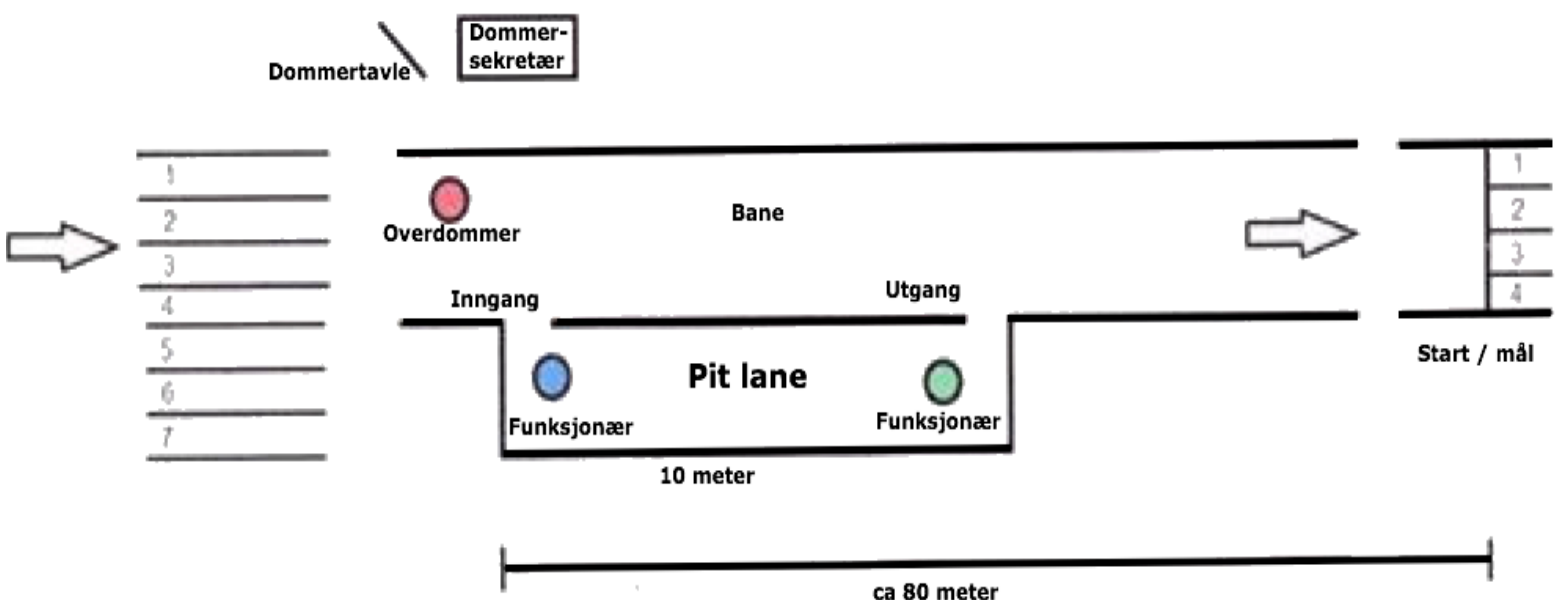 Dommer-
sekretær
Dommertavle
1
2
3
4
5
6
7
Overdommer
Bane
1
2
3
4
Inngang
Utgang
Start / mål
Pit lane
Funksjonær
Funksjonær
10 meter
ca 80 meter